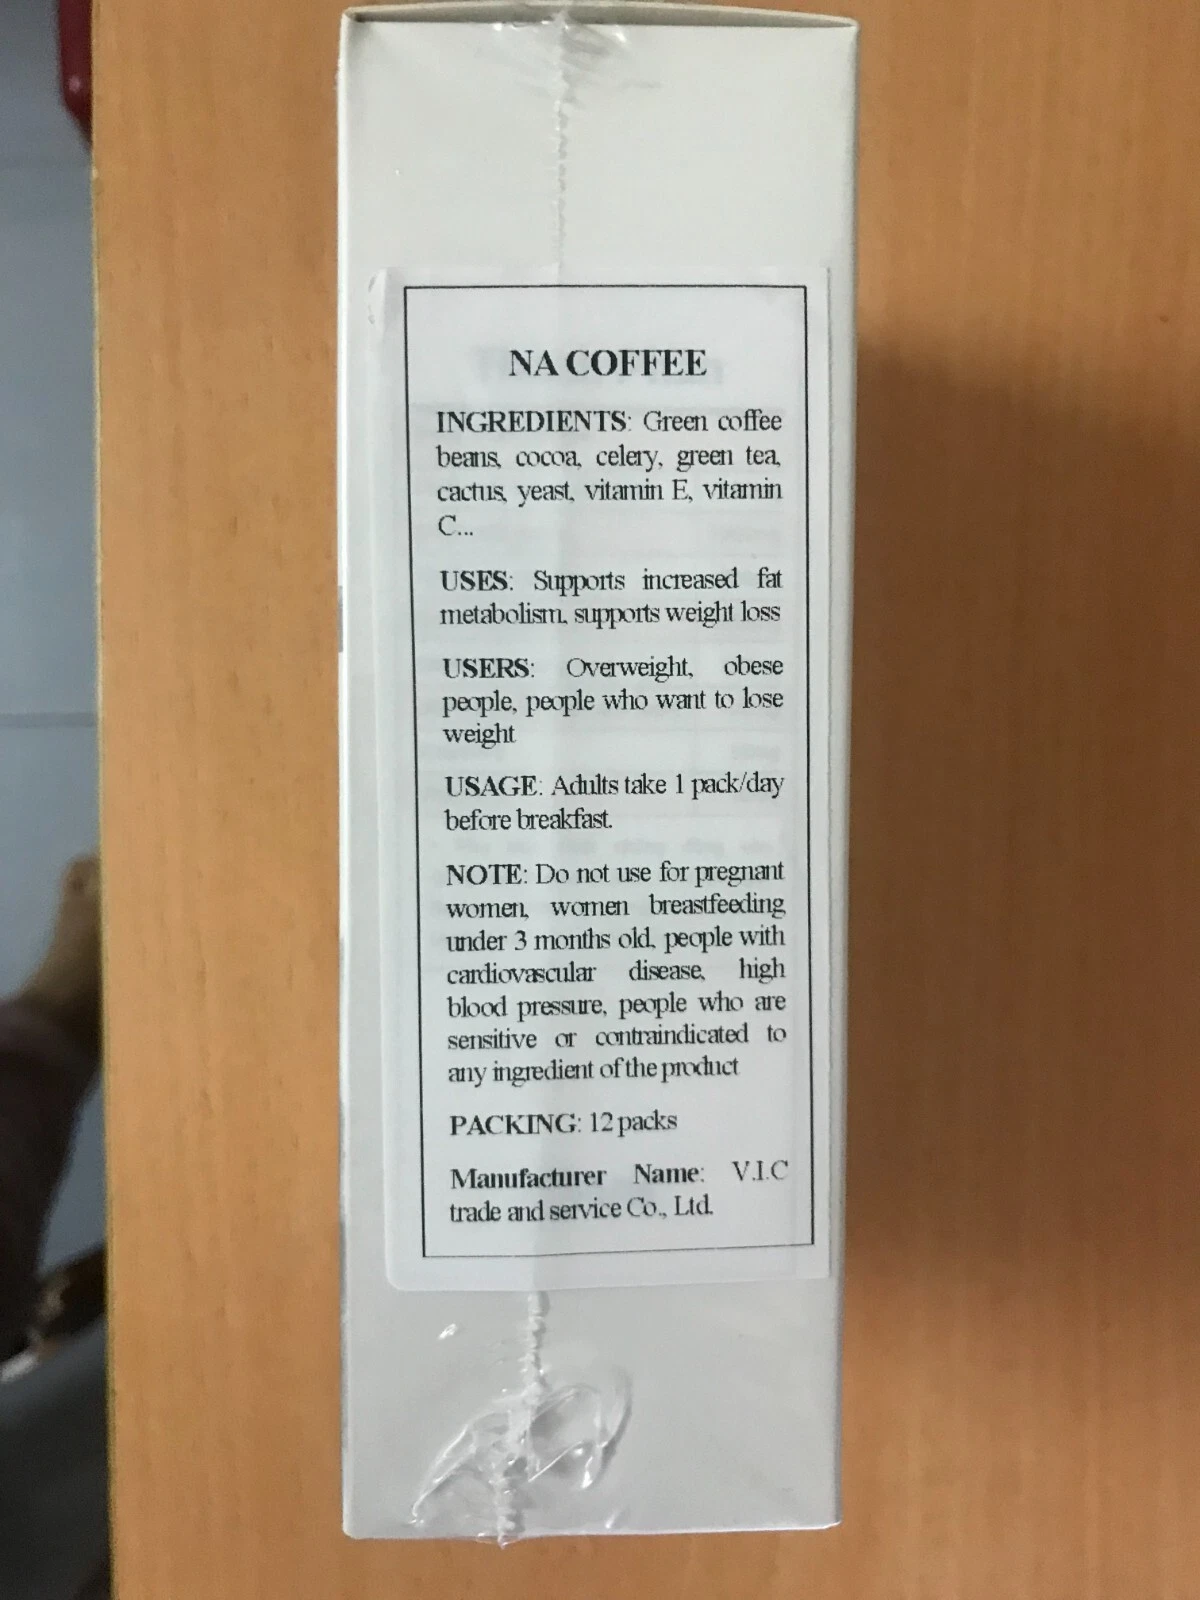 NA COFFEE
INGREDIENTS: Green coffee
beans, cocoa, celery, green tea,
cactus, yeast, vitamin E, vitamin
C...
USES: Supports increased fat
metabolism, supports weight loss
USERS: Overweight, obese
people, people who want to lose
weight
USAGE: Adults take 1 pack/day
before breakfast.
NOTE: Do not use for pregnant
women, women breastfeeding
under 3 months old, people with
cardiovascular disease, high
blood pressure, people who are
sensitive or contraindicated to
any ingredient of the product
PACKING: 12 packs
Manufacturer Name: V.I.C
trade and service Co., Ltd.